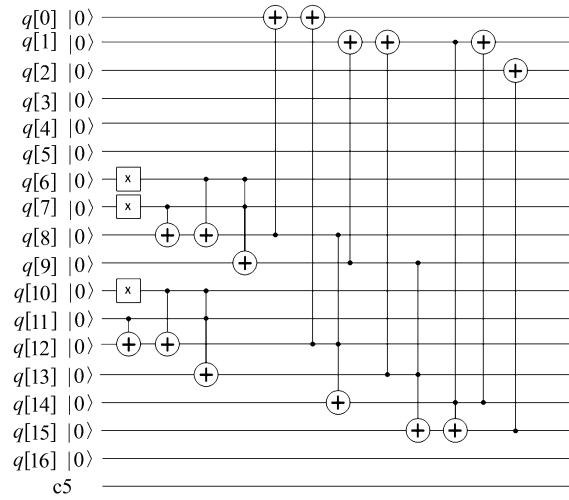 q[0] |0⟩
q[1] |0⟩
q[2] |0⟩
q[3] |0⟩
q[4] |0⟩
q[5] |0⟩
q[6] |0⟩ x
q[7] |0⟩ x
q[8] |0⟩
q[9] |0⟩
q[10] |0⟩ x
q[11] |0⟩
q[12] |0⟩
q[13] |0⟩
q[14] |0⟩
q[15] |0⟩
q[16] |0⟩
c5